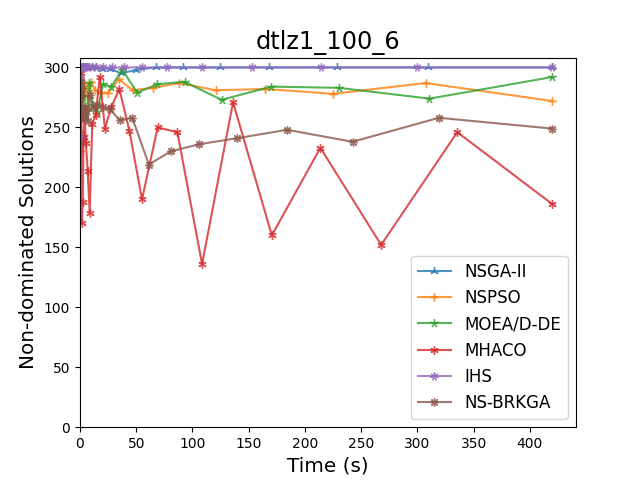 dtlz1_100_6
Non-dominated Solutions
300
250
200
150
100
50
0
0 50 100 150 200 250 300 350 400
Time (s)
NSGA-II
NSPSO
MOEA/D-DE
MHACO
IHS
NS-BRKGA